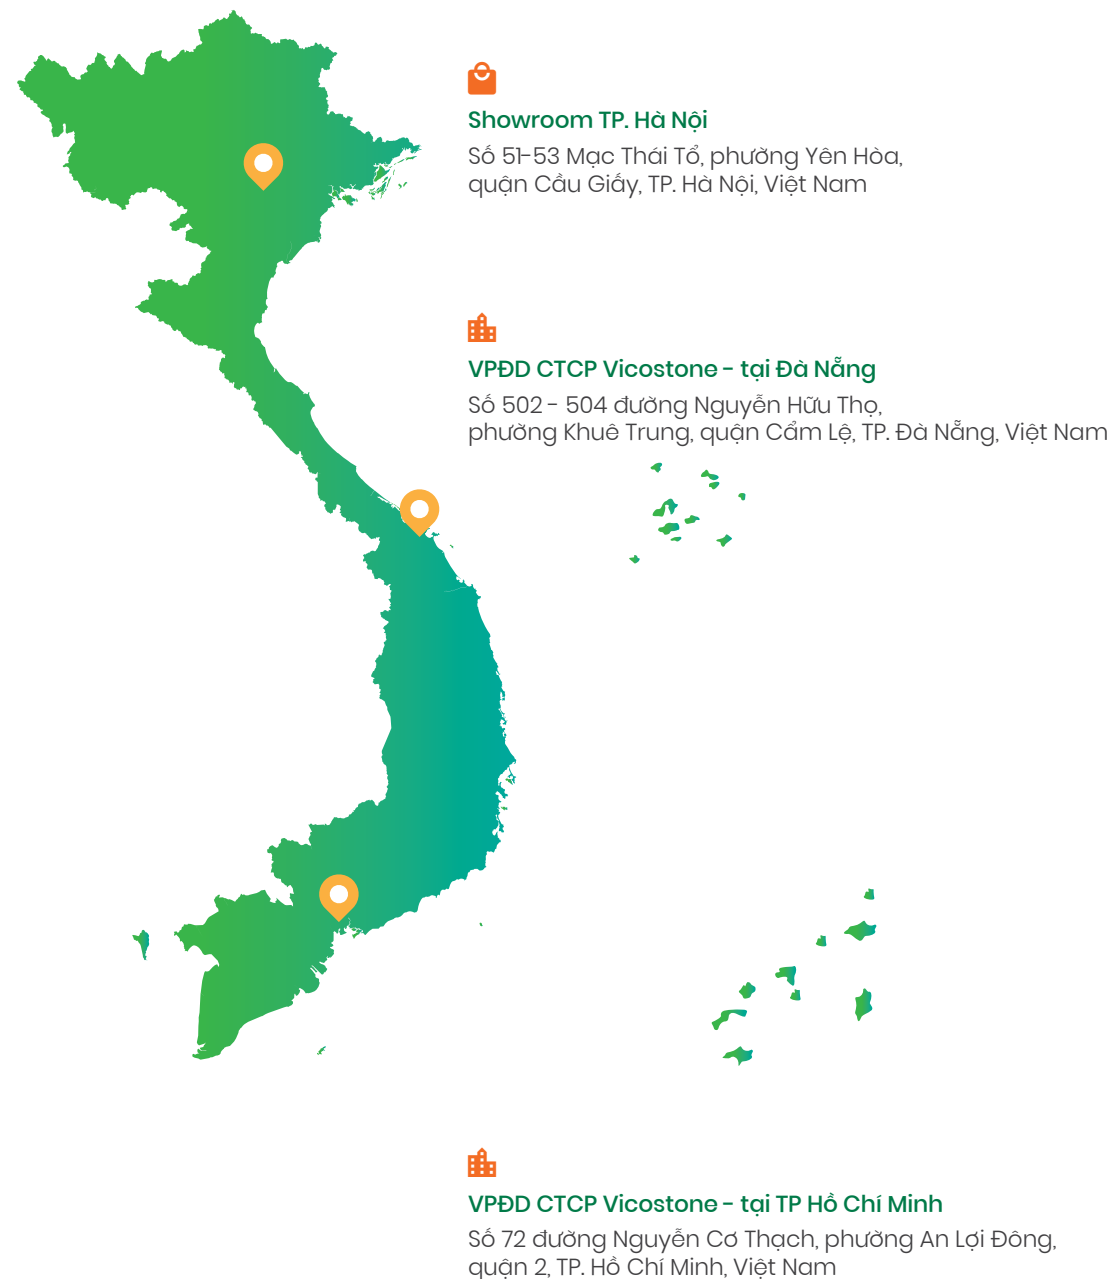 Showroom TP. Hà Nội
Số 51-53 Mạc Thái Tổ, phường Yên Hòa,
quận Cầu Giấy, TP. Hà Nội, Việt Nam
VPĐD CTCP Vicostone - tại Đà Nẵng
Số 502 - 504 đường Nguyễn Hữu Thọ,
phường Khuê Trung, quận Cẩm Lệ, TP. Đà Nẵng, Việt Nam
VPĐD CTCP Vicostone - tại TP Hồ Chí Minh
Số 72 đường Nguyễn Cơ Thạch, phường An Lợi Đông,
quận 2, TP. Hồ Chí Minh, Việt Nam